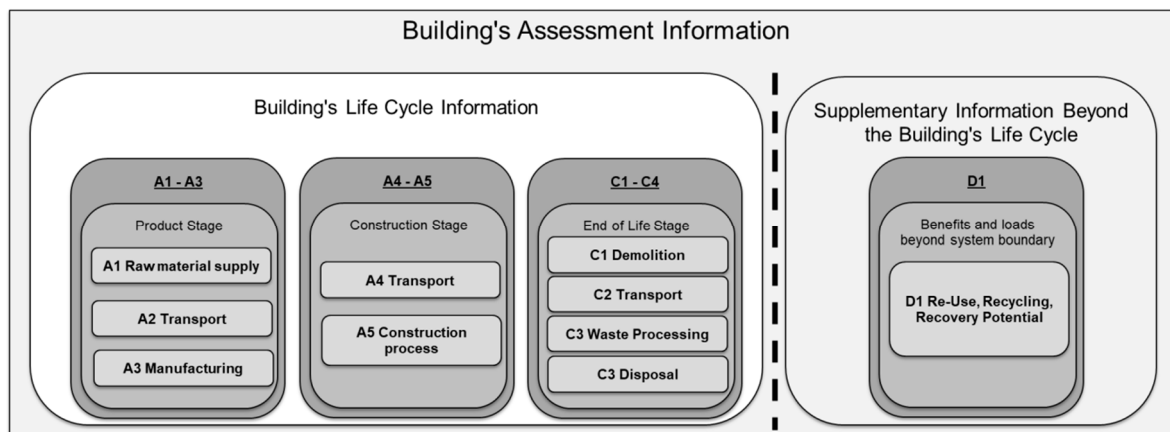 Building's Assessment Information
Building's Life Cycle Information
A1 - A3
Product Stage
A1 Raw material supply
A2 Transport
A3 Manufacturing
A4 - A5
Construction Stage
A4 Transport
A5 Construction
process
C1 - C4
End of Life Stage
C1 Demolition
C2 Transport
C3 Waste Processing
C3 Disposal
Supplementary Information Beyond
the Building's Life Cycle
D1
Benefits and loads
beyond system boundary
D1 Re-Use, Recycling,
Recovery Potential